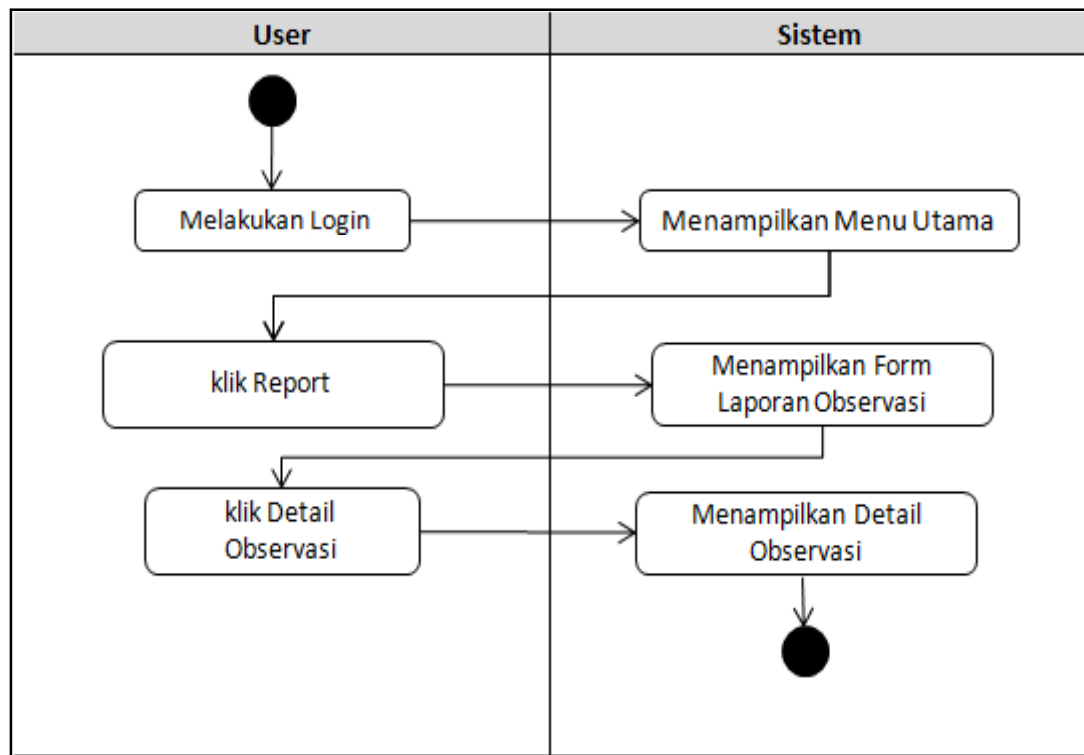 User
Sistem
Melakukan Login
Menampilkan Menu Utama
klik Report
Menampilkan Form
Laporan Observasi
klik Detail
Observasi
Menampilkan Detail
Observasi